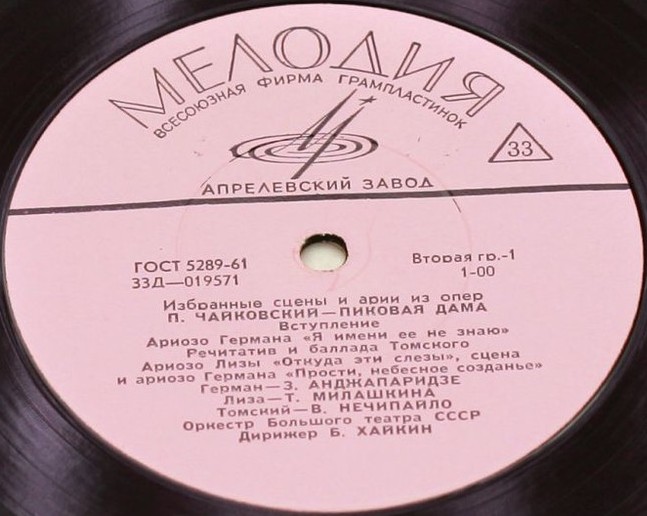 МЕЛОДИЯ
ВСЕСОЮЗНАЯ ФИРМА ГРАМПЛАСТИНОК
33
АПРЕЛЕВСКИЙ ЗАВОД
ГОСТ 5289-61
33Д—019571
Вторая гр.-1
1-00
Избранные сцены и арии из опер
П. ЧАЙКОВСКИЙ—ПИКОВАЯ ДАМА
Вступление
Ариозо Германа «Я имени ее не знаю»
Речитатив и баллада Томского
Ариозо Лизы «Откуда эти слезы», сцена
и ариозо Германа «Прости, небесное созданье»
Герман—З. АНДЖАПАРИДЗЕ
Лиза—Т. МИЛАШКИНА
Томский—В. НЕЧИПАЙЛО
Оркестр Большого театра СССР
Дирижер Б. ХАЙКИН